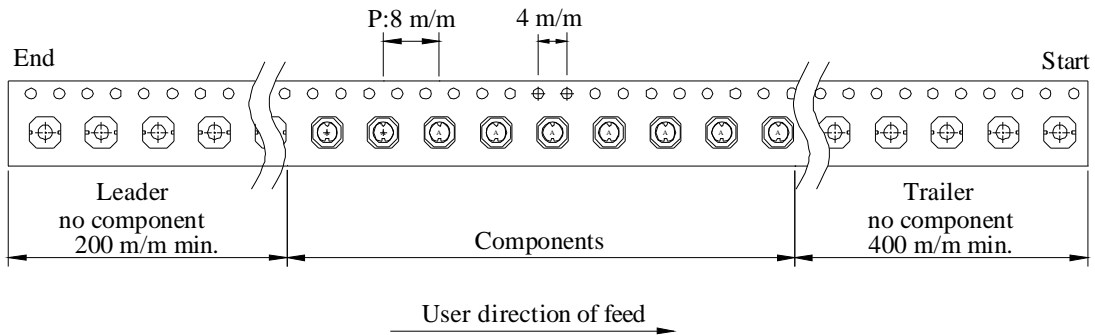 P:8 m/m
4 m/m
End
Start
Leader
no component
200 m/m min.
Components
Trailer
no component
400 m/m min.
User direction of feed